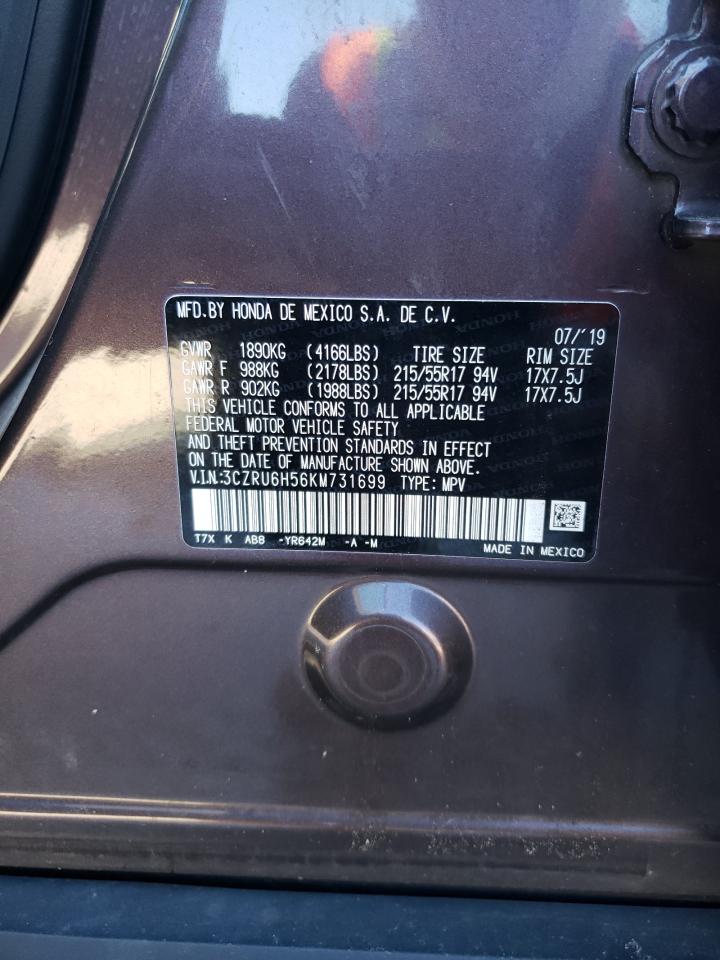 MFD.BY HONDA DE MEXICO S.A. DE C.V.
07/'19
GVWR 1890KG (4166LBS) TIRE SIZE RIM SIZE
GAWR F 988KG (2178LBS) 215/55R17 94V 17X7.5J
GAWR R 902KG (1988LBS) 215/55R17 94V 17X7.5J
THIS VEHICLE CONFORMS TO ALL APPLICABLE
FEDERAL MOTOR VEHICLE SAFETY
AND THEFT PREVENTION STANDARDS IN EFFECT
ON THE DATE OF MANUFACTURE SHOWN ABOVE.
V.I.N.:3CZRU6H56KM731699 TYPE: MPV
T7X K AB8 -YR642M -A -M MADE IN MEXICO